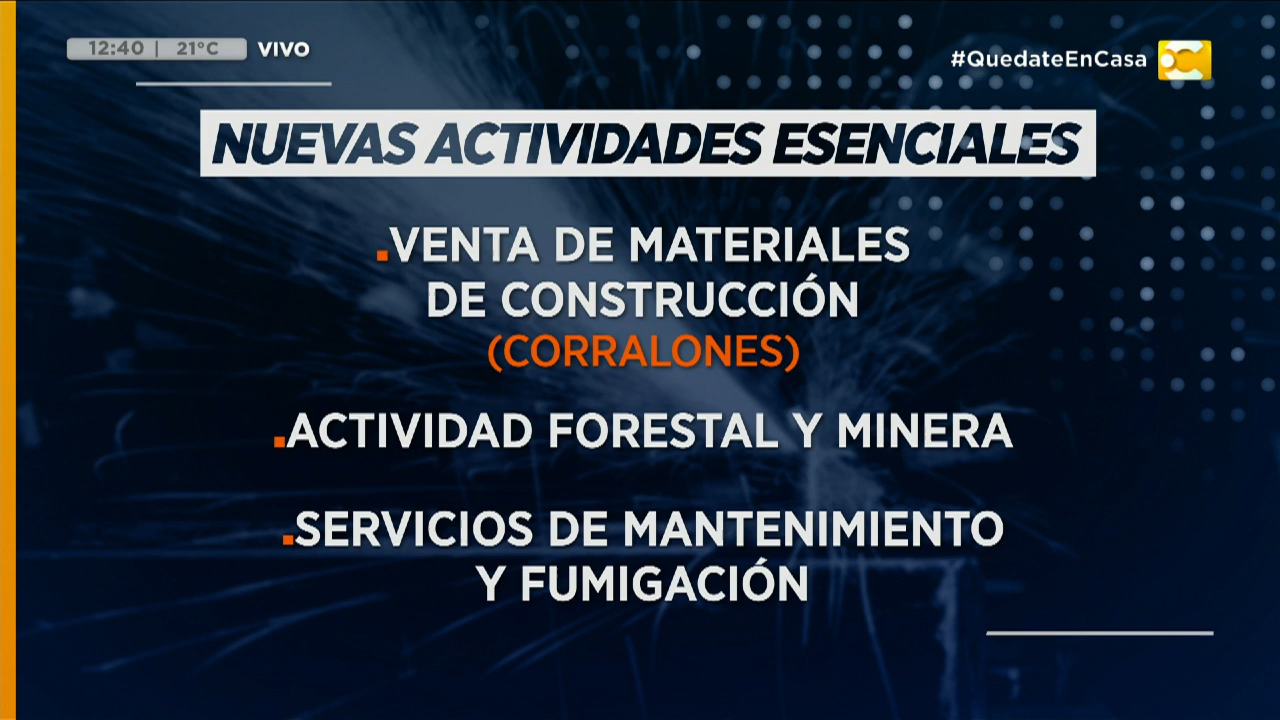 12:40 | 21°C VIVO
#QuedateEnCasa
NUEVAS ACTIVIDADES ESENCIALES
.VENTA DE MATERIALES
DE CONSTRUCCIÓN
(CORRALONES)
.ACTIVIDAD FORESTAL Y MINERA
.SERVICIOS DE MANTENIMIENTO
Y FUMIGACIÓN